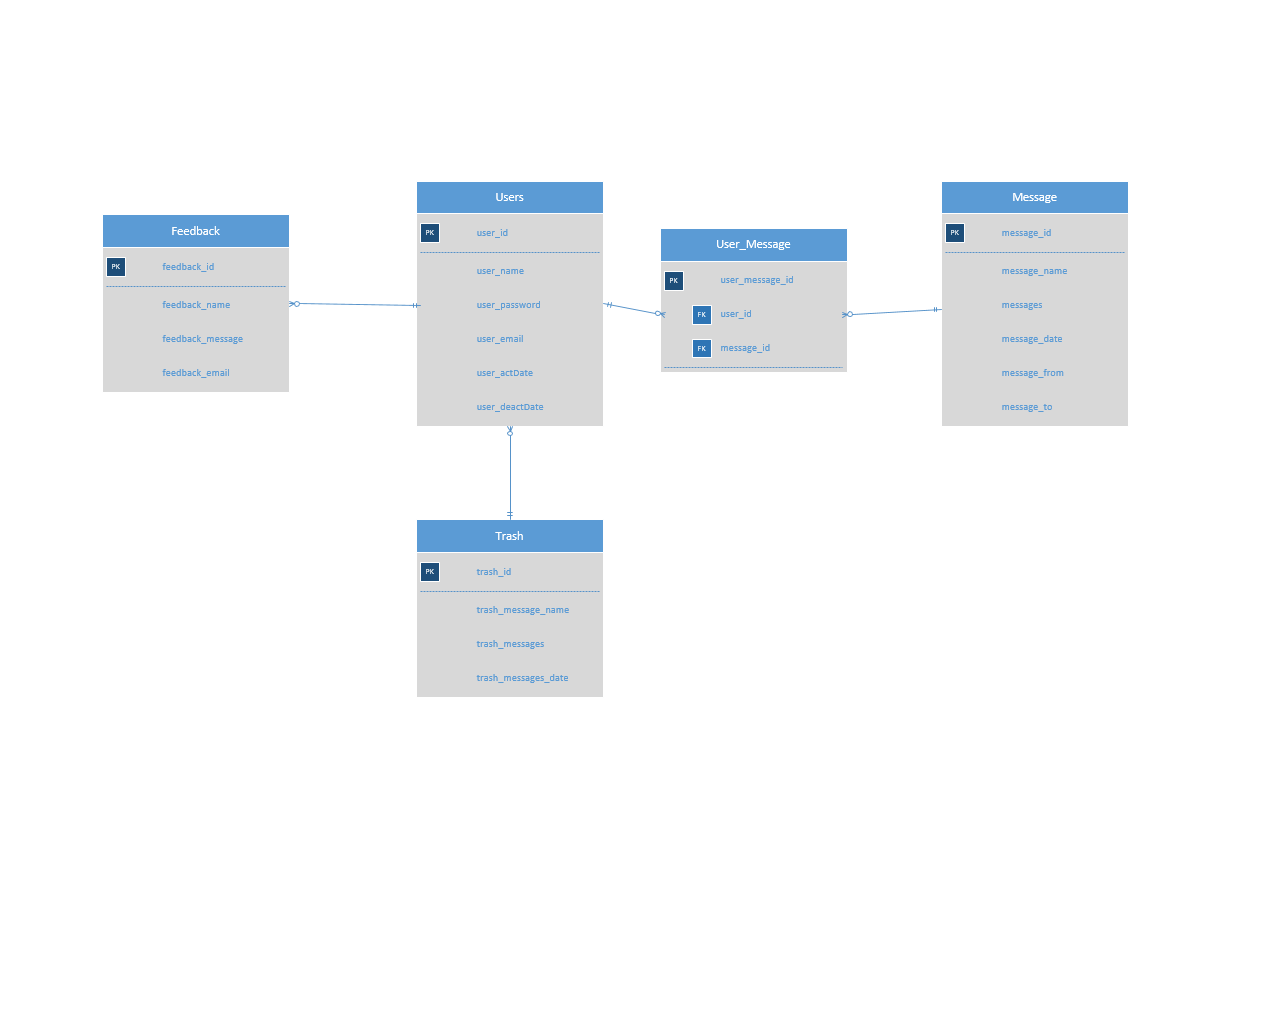 Feedback
PK feedback_id
feedback_name
feedback_message
feedback_email
Users
PK user_id
user_name
user_password
user_email
user_actDate
user_deactDate
User_Message
PK user_message_id
FK user_id
FK message_id
Message
PK message_id
message_name
messages
message_date
message_from
message_to
Trash
PK trash_id
trash_message_name
trash_messages
trash_messages_date